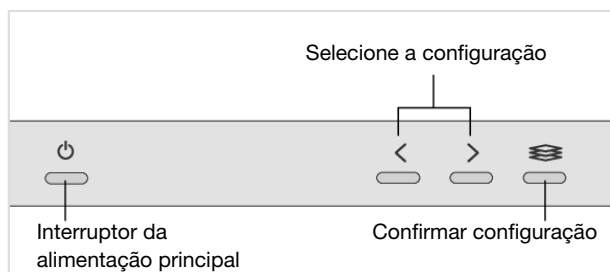 Selecione a configuração
Interruptor da
alimentação principal
Confirmar configuração